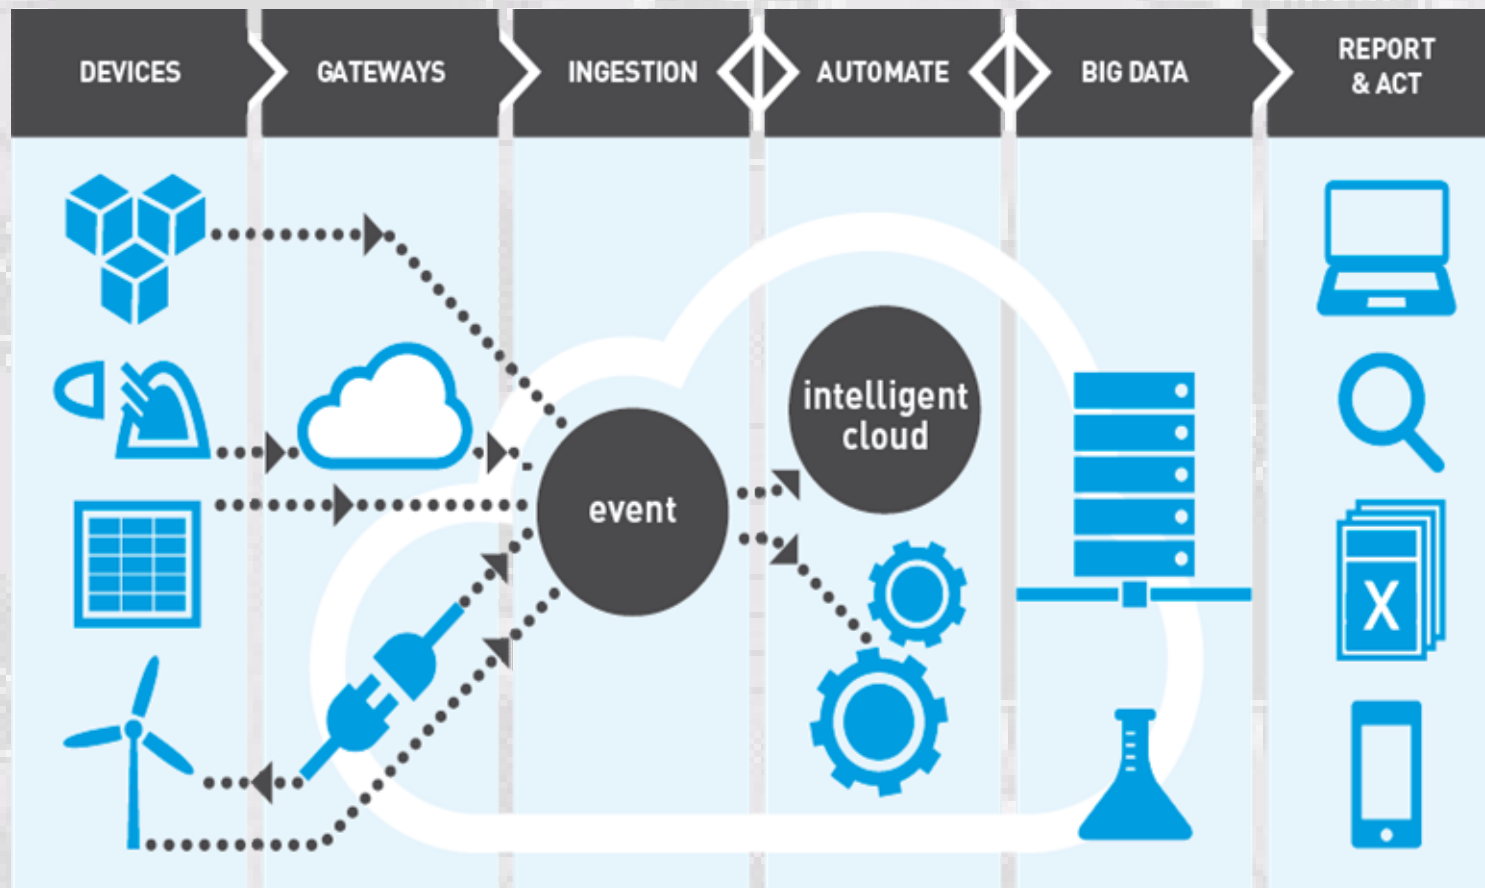 DEVICES
GATEWAYS
INGESTION
AUTOMATE
BIG DATA
REPORT
& ACT
intelligent
cloud
event
X